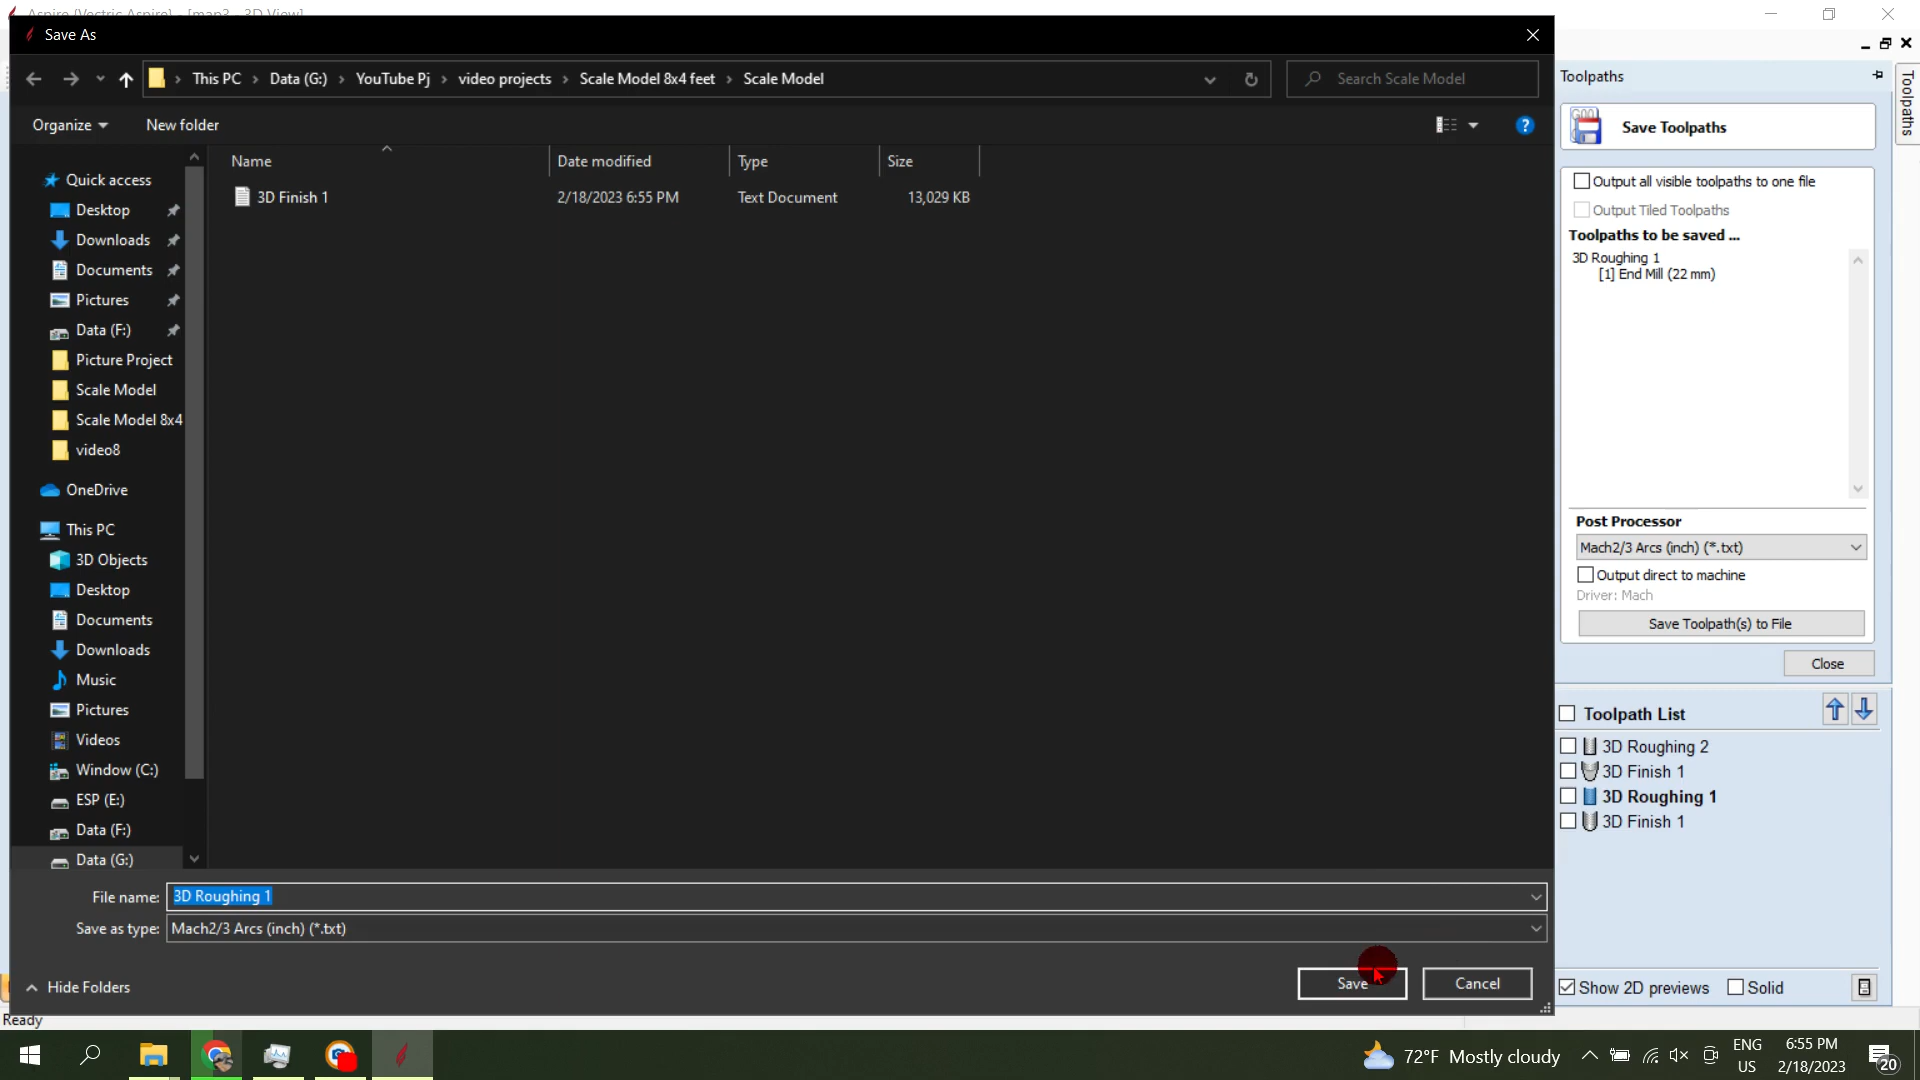 Aspire {Vectric Aspire} - [map3 - 3D View]
Save As
This PC > Data (G:) > YouTube Pj > video projects > Scale Model 8x4 feet > Scale Model
Search Scale Model
Organize
New folder
?
Name
Date modified
Type
Size
3D Finish 1
2/18/2023 6:55 PM
Text Document
13,029 KB
Quick access
Desktop
Downloads
Documents
Pictures
Data (F:)
Picture Project
Scale Model
Scale Model 8x4
video8
OneDrive
This PC
3D Objects
Desktop
Documents
Downloads
Music
Pictures
Videos
Window (C:)
ESP (E:)
Data (F:)
Data (G:)
File name: 3D Roughing 1
Save as type: Mach2/3 Arcs (inch) (*.txt)
Hide Folders
Save
Cancel
Toolpaths
Toolpaths
G00
Save Toolpaths
Output all visible toolpaths to one file
Output Tiled Toolpaths
Toolpaths to be saved ...
3D Roughing 1
[1] End Mill (22 mm)
Post Processor
Mach2/3 Arcs (inch) (*.txt)
Output direct to machine
Driver: Mach
Save Toolpath(s) to File
Close
Toolpath List
3D Roughing 2
3D Finish 1
3D Roughing 1
3D Finish 1
Show 2D previews
Solid
Ready
72°F Mostly cloudy
ENG
US
6:55 PM
2/18/2023
20